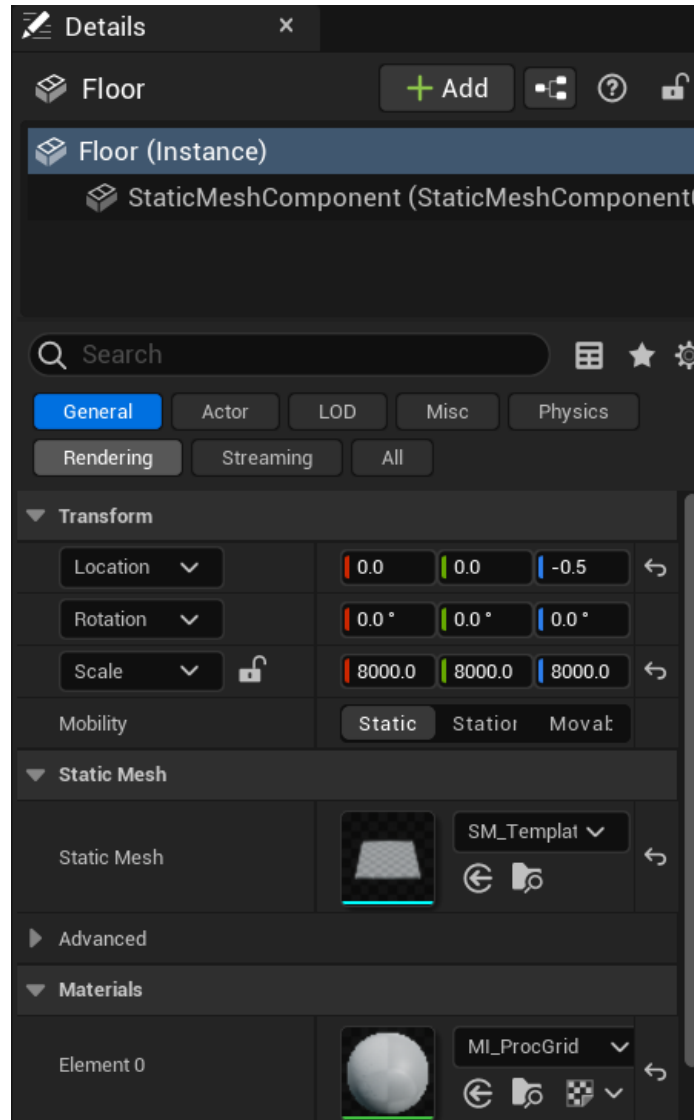 Details
Floor
Add
Floor (Instance)
StaticMeshComponent (StaticMeshComponent
Search
General Actor LOD Misc Physics
Rendering Streaming All
Transform
Location 0.0 0.0 -0.5
Rotation 0.0 ° 0.0 ° 0.0 °
Scale 8000.0 8000.0 8000.0
Mobility Static Station Movab
Static Mesh
SM_Templat
Static Mesh
Advanced
Materials
MI_ProcGrid
Element 0